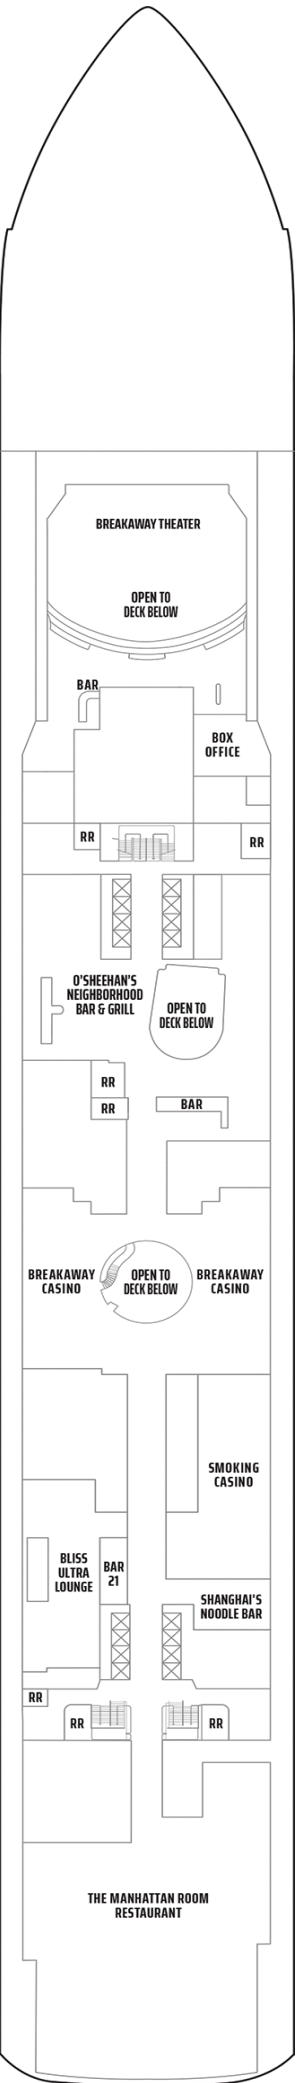 BREAKAWAY THEATER
OPEN TO
DECK BELOW
BAR
BOX
OFFICE
RR
RR
O'SHEEHAN'S
NEIGHBORHOOD
BAR & GRILL
OPEN TO
DECK BELOW
RR
RR
BAR
BREAKAWAY
CASINO
OPEN TO
DECK BELOW
BREAKAWAY
CASINO
SMOKING
CASINO
BLISS
ULTRA
LOUNGE
BAR
21
SHANGHAI'S
NOODLE BAR
RR
RR
RR
THE MANHATTAN ROOM
RESTAURANT